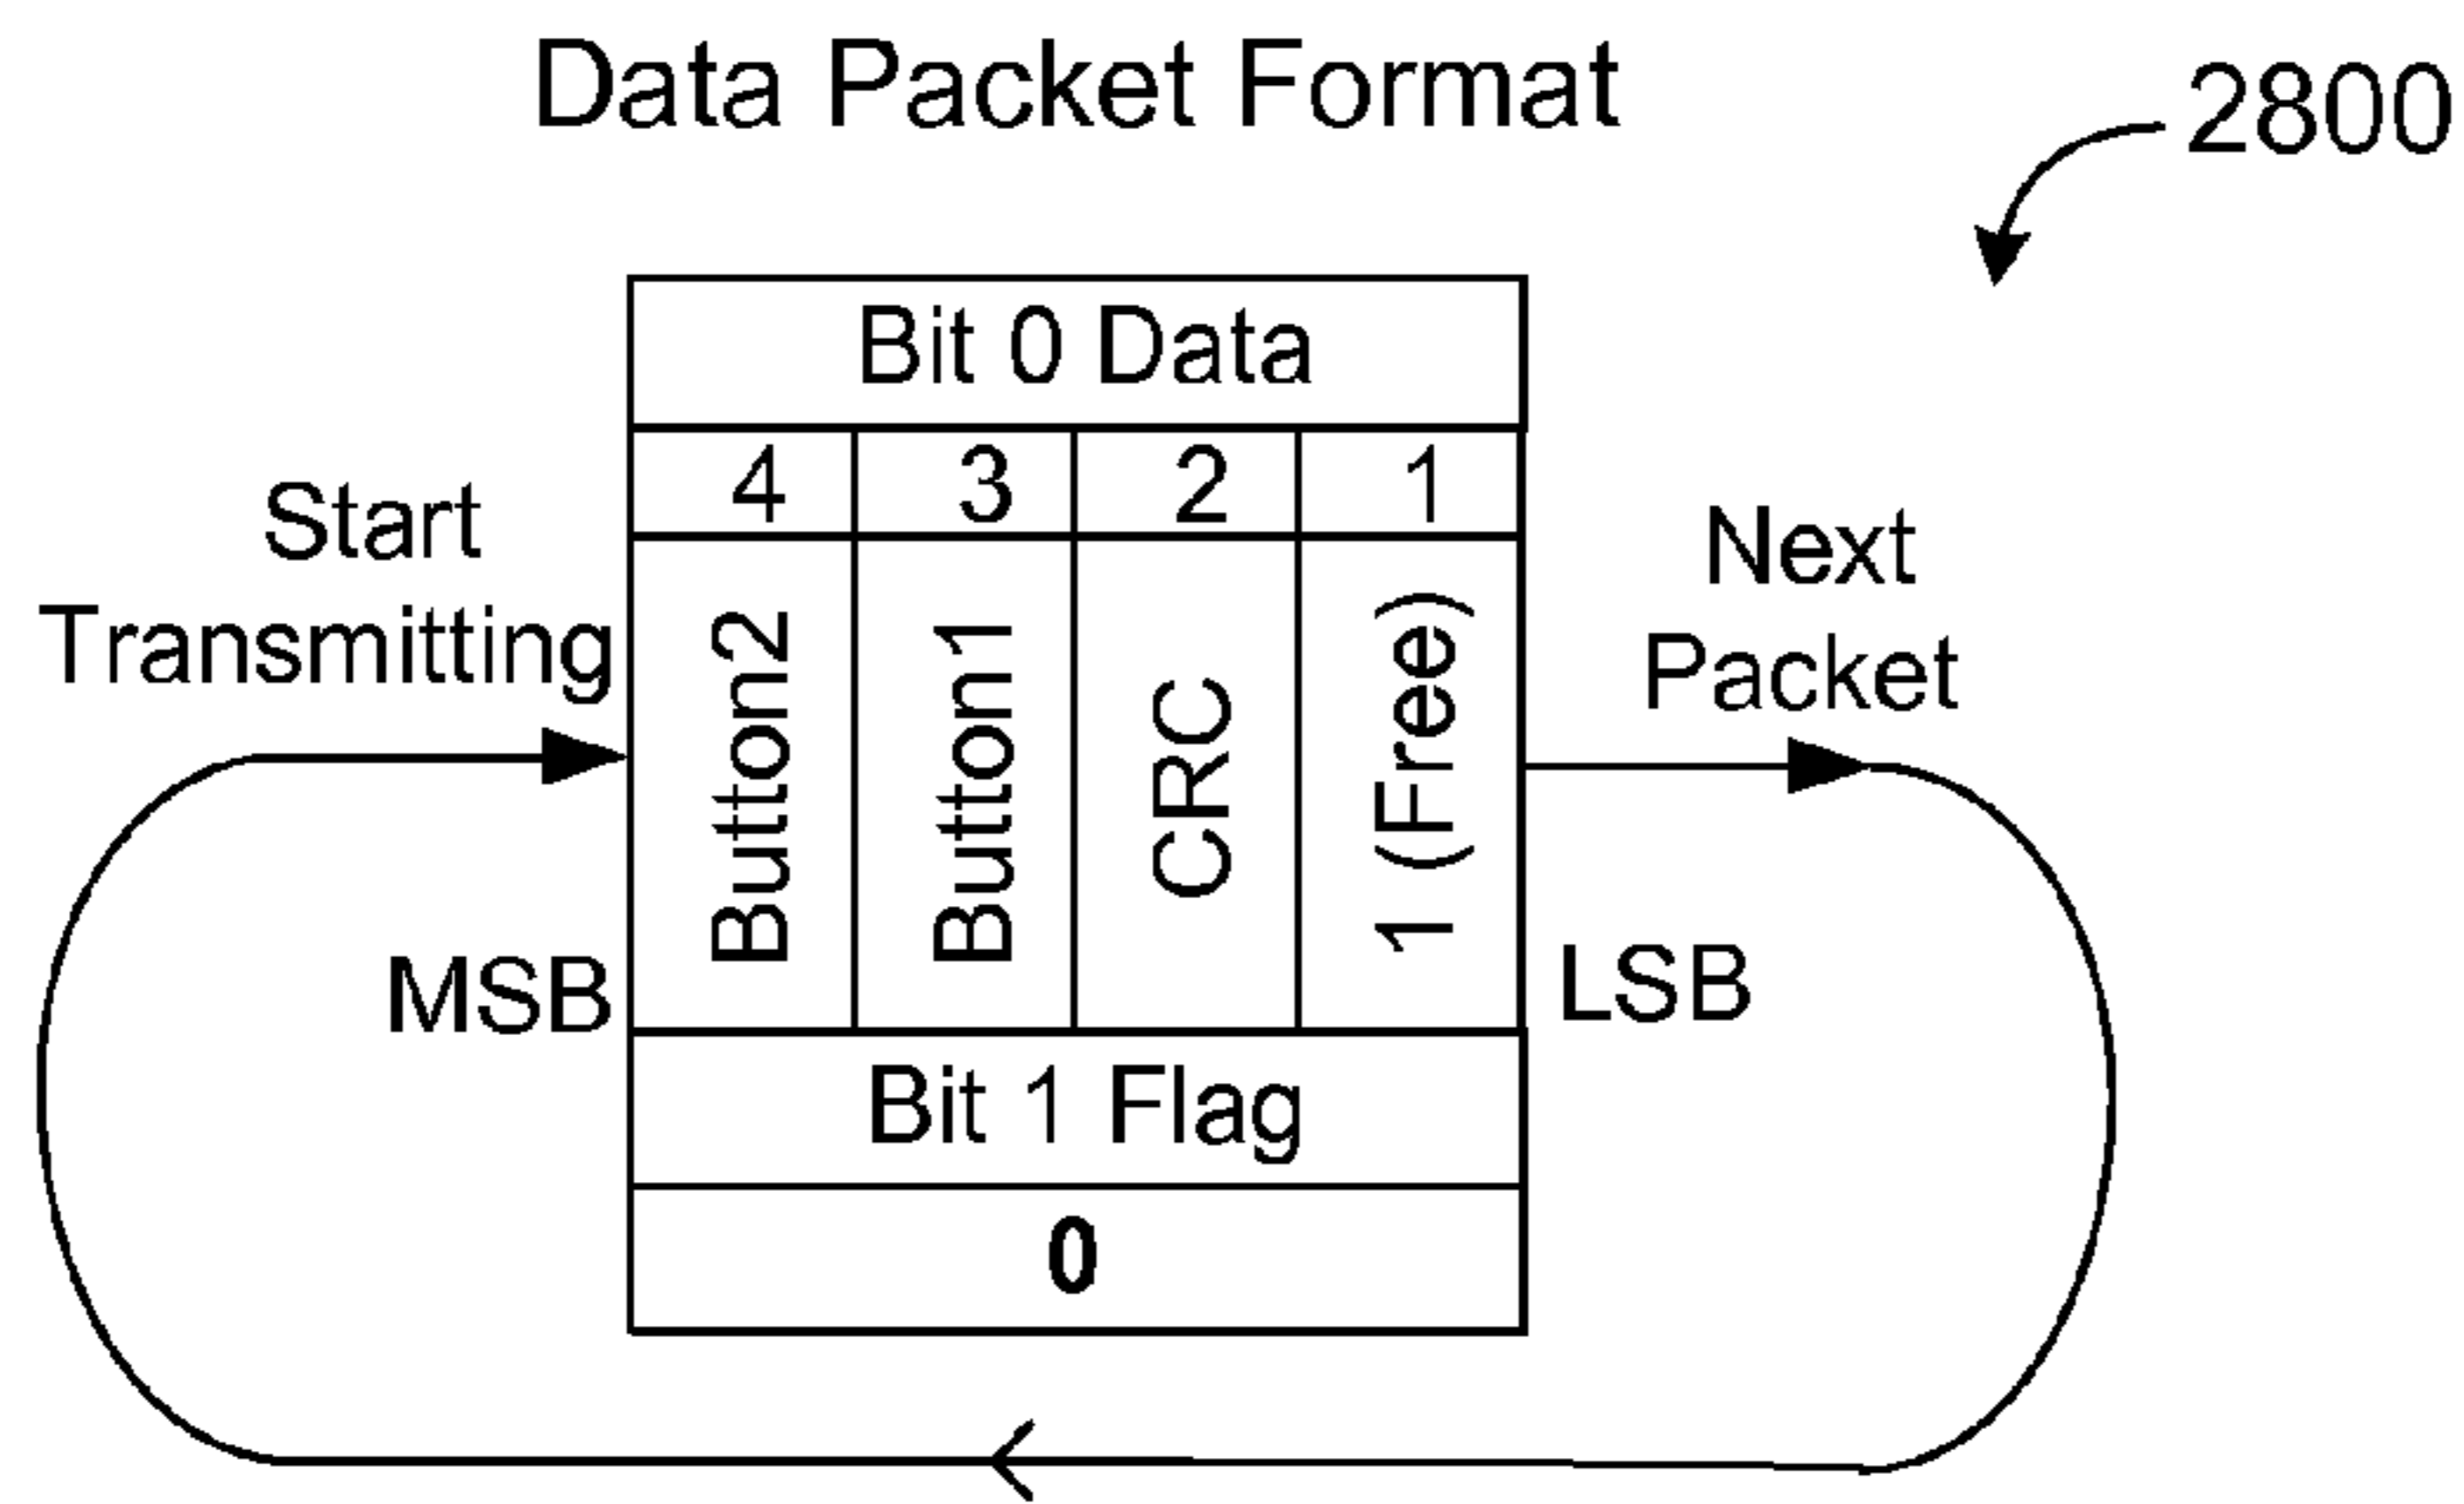 Data Packet Format
2800
Bit 0 Data
4 3 2 1
Start
Transmitting
Next
Packet
Button2
Button1
CRC
1 (Free)
MSB
LSB
Bit 1 Flag
0